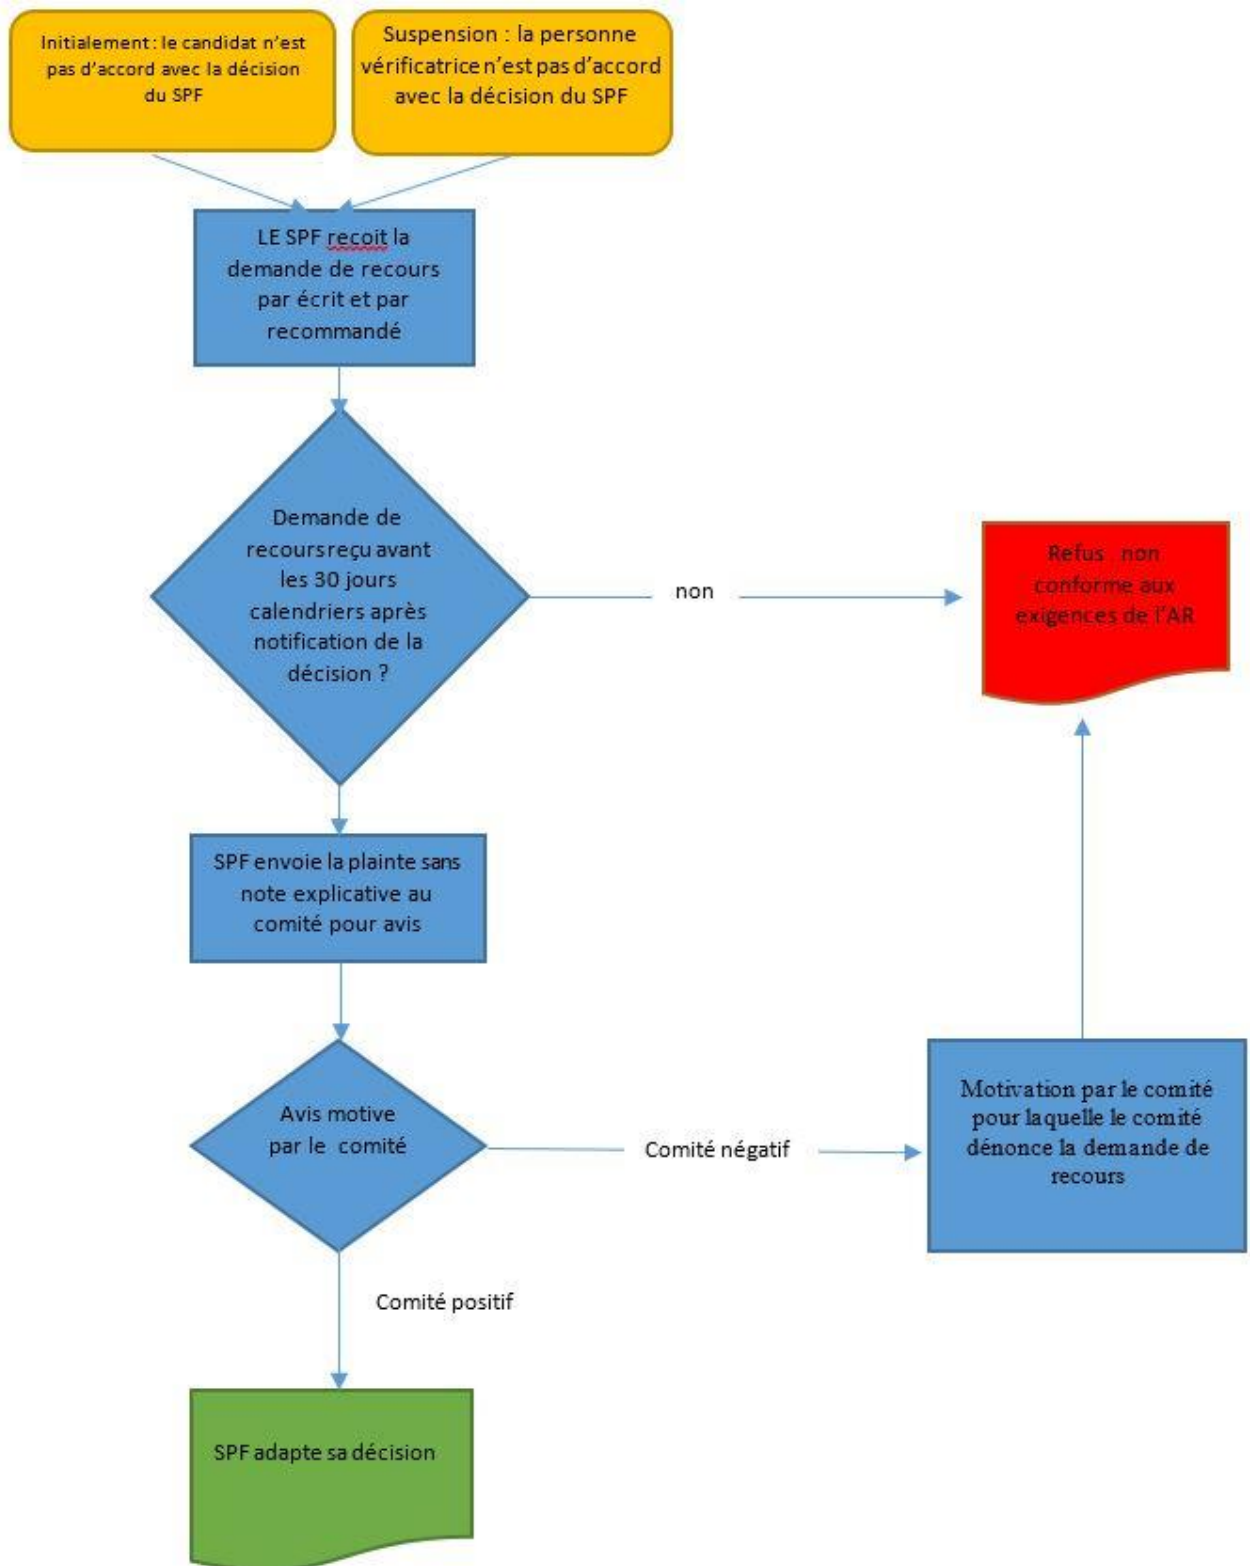 Initialement : le candidat n'est
pas d'accord avec la décision
du SPF
Suspension : la personne
vérificatrice n'est pas d'accord
avec la décision du SPF
LE SPF recoit la
demande de recours
par écrit et par
recommandé
Demande de
recours reçu avant
les 30 jours
calendriers après
notification de la
décision ?
non
Refus non
conforme aux
exigences de l'AR
SPF envoie la plainte sans
note explicative au
comité pour avis
Avis motive
par le comité
Comité négatif
Motivation par le comité
pour laquelle le comité
dénonce la demande de
recours
Comité positif
SPF adapte sa décision